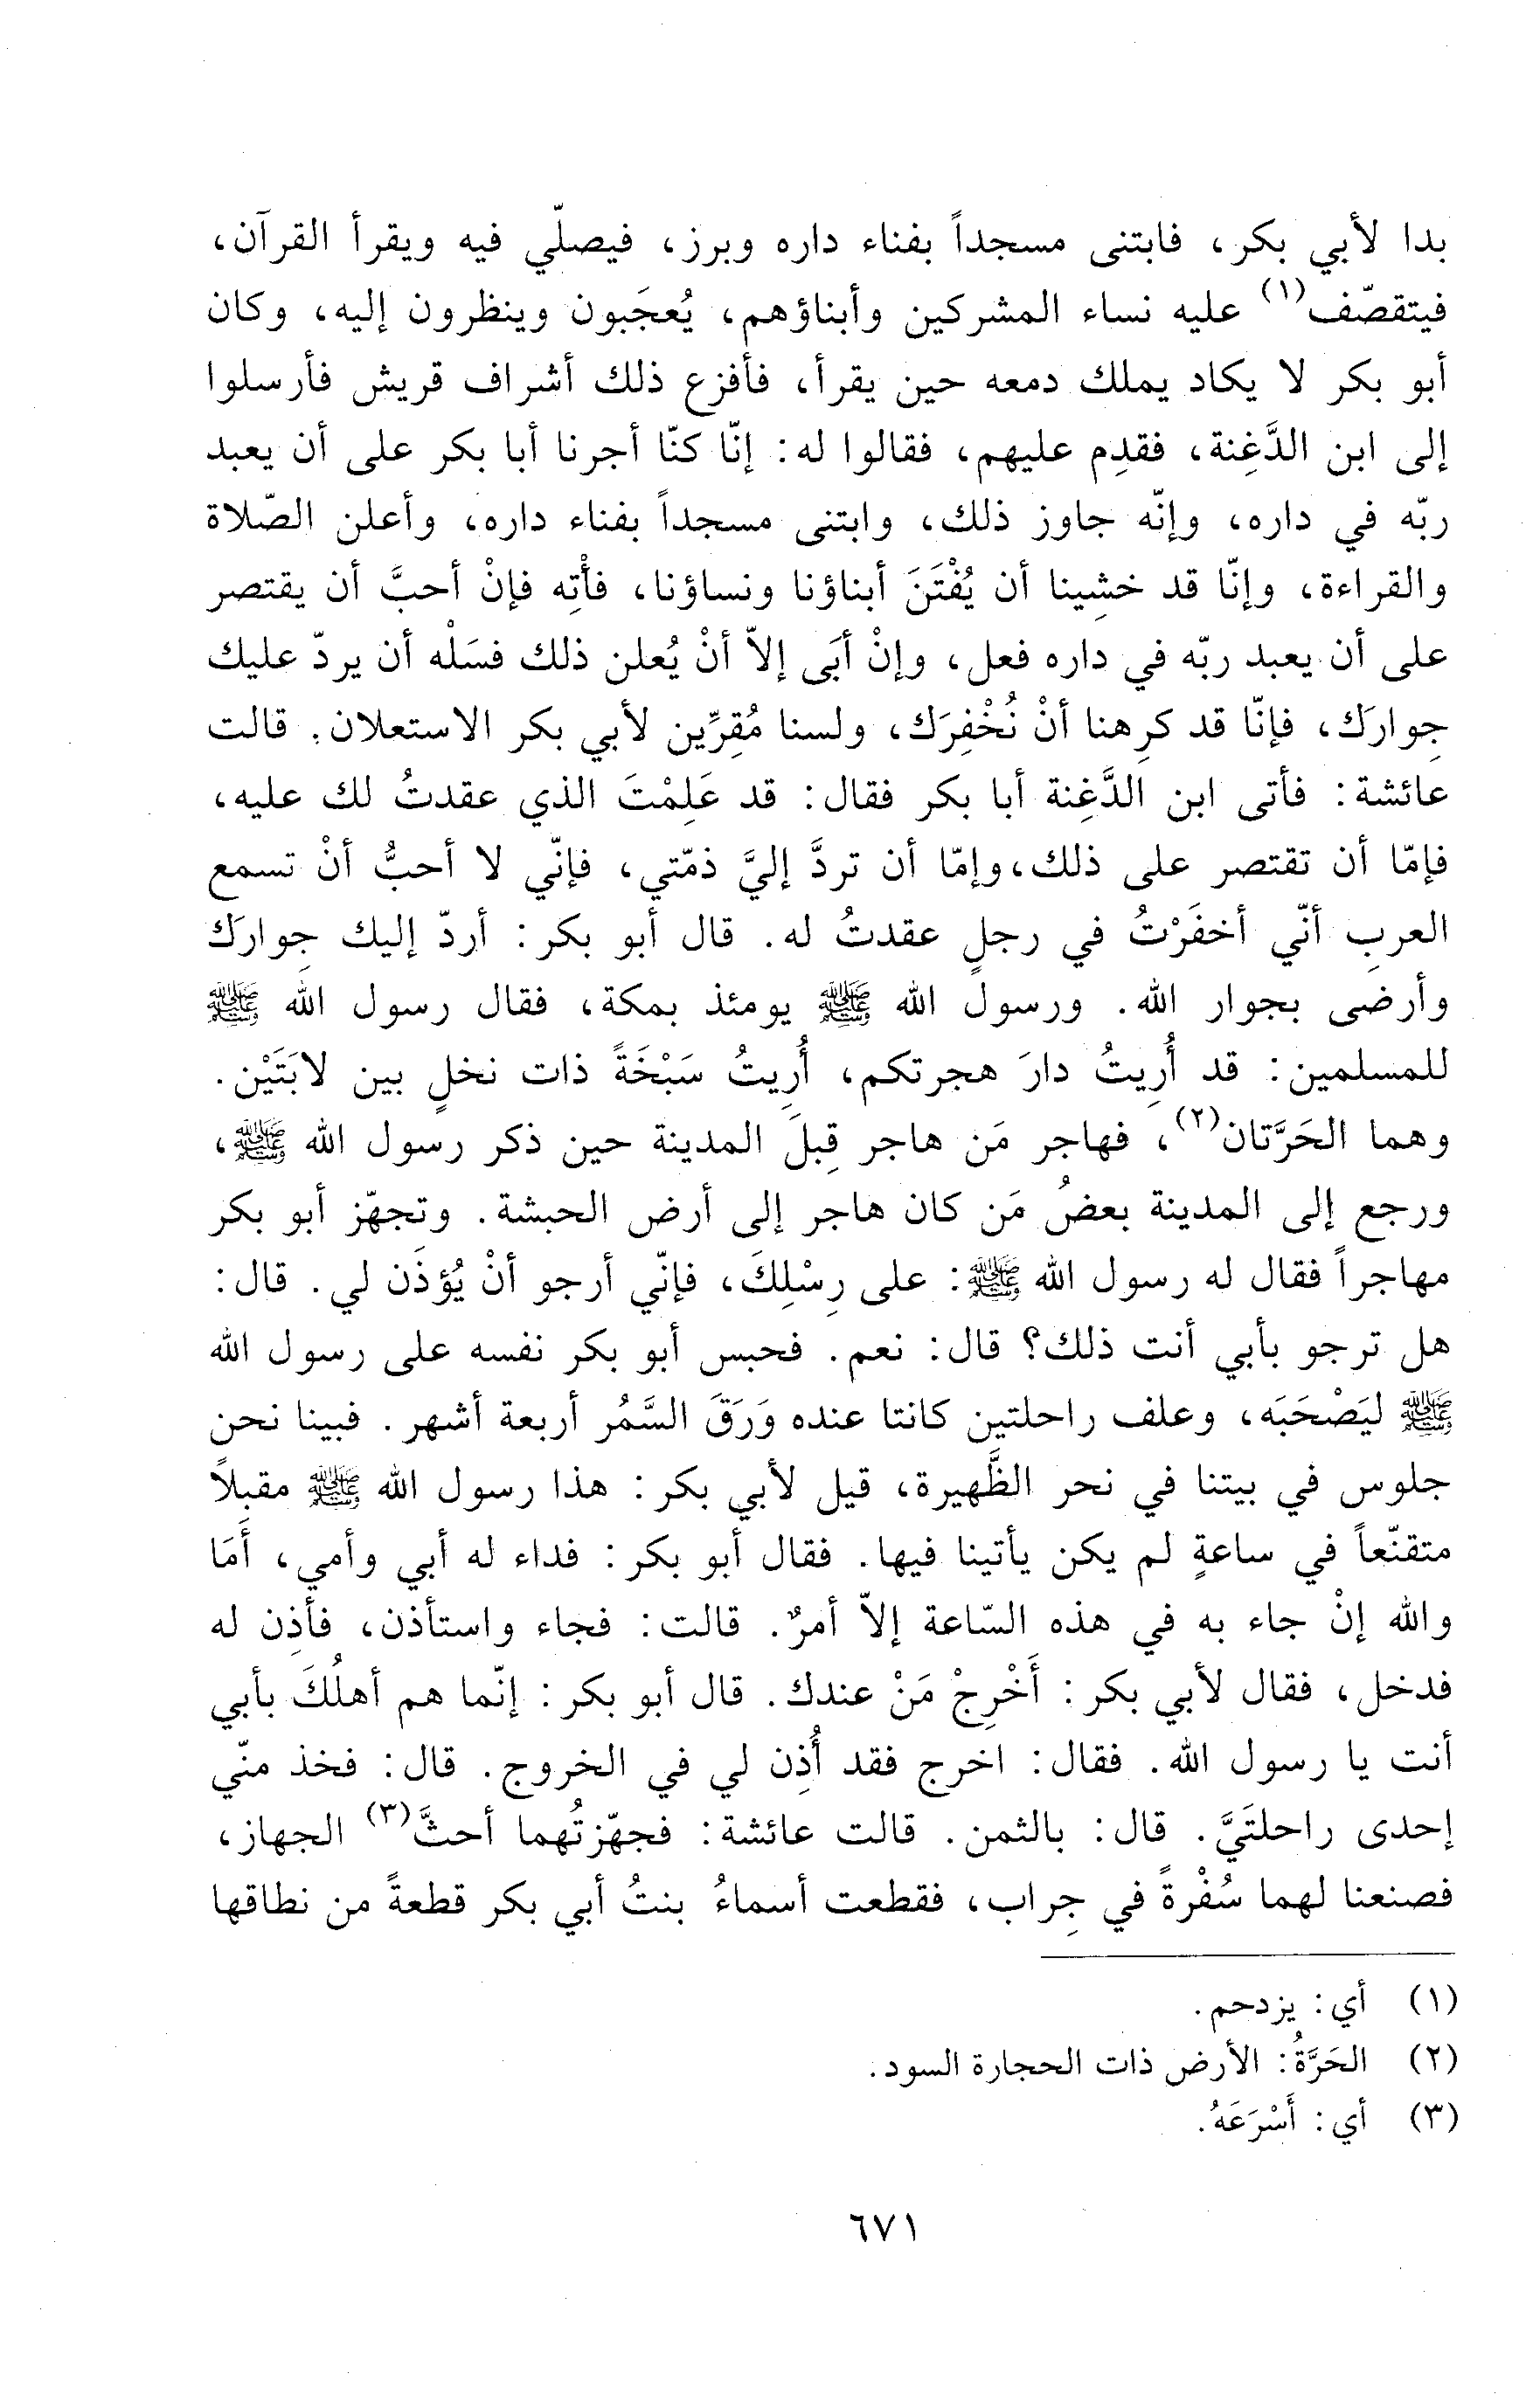 بدا لأبي بكر، فابتنى مسجداً بفناء داره وبرز، فيصلّي فيه ويقرأ القرآن،
فيتقصّف(١) عليه نساء المشركين وأبناؤهم، يُعجَبون وينظرون إليه، وكان
أبو بكر لا يكاد يملك دمعه حين يقرأ، فأفزع ذلك أشراف قريش فأرسلوا
إلى ابن الدَّغِنة، فقدِم عليهم، فقالوا له: إنّا كنّا أجرنا أبا بكر على أن يعبد
ربّه في داره، وإنّه جاوز ذلك، وابتنى مسجداً بفناء داره، وأعلن الصّلاة
والقراءة، وإنّا قد خشِينا أن يُفْتَنَ أبناؤنا ونساؤنا، فأْتِه فإنْ أحبَّ أن يقتصر
على أن يعبد ربّه في داره فعل، وإنْ أبَى إلاّ أنْ يُعلن ذلك فسَلْه أن يردّ عليك
جِوارَك، فإنّا قد كرِهنا أنْ نُخْفِرَك، ولسنا مُقِرِّين لأبي بكر الاستعلان. قالت
عائشة: فأتى ابن الدَّغِنة أبا بكر فقال: قد عَلِمْتَ الذي عقدتُ لك عليه،
فإمّا أن تقتصر على ذلك، وإمّا أن تردَّ إليَّ ذمّتي، فإنّي لا أحبُّ أنْ تسمع
العرب أنّي أخفَرْتُ في رجلٍ عقدتُ له. قال أبو بكر: أردّ إليك جِوارَك
وأرضى بجوار الله. ورسول الله ﷺ يومئذ بمكة، فقال رسول الله ﷺ
للمسلمين: قد أُرِيتُ دارَ هجرتكم، أُرِيتُ سَبْخَةً ذات نخلٍ بين لابَتَيْن.
وهما الحَرَّتان(٢)، فهاجر مَن هاجر قِبلَ المدينة حين ذكر رسول الله ﷺ،
ورجع إلى المدينة بعضُ مَن كان هاجر إلى أرض الحبشة. وتجهّز أبو بكر
مهاجراً فقال له رسول الله ﷺ: على رِسْلِكَ، فإنّي أرجو أنْ يُؤذَن لي. قال:
هل ترجو بأبي أنت ذلك؟ قال: نعم. فحبس أبو بكر نفسه على رسول الله
ﷺ ليَصْحَبَه، وعلف راحلتين كانتا عنده وَرَقَ السَّمُر أربعة أشهر. فبينا نحن
جلوس في بيتنا في نحر الظَّهيرة، قيل لأبي بكر: هذا رسول الله ﷺ مقبِلاً
متقنّعاً في ساعةٍ لم يكن يأتينا فيها. فقال أبو بكر: فداء له أبي وأمي، أَمَا
والله إنْ جاء به في هذه السّاعة إلاّ أمرٌ. قالت: فجاء واستأذن، فأذِن له
فدخل، فقال لأبي بكر: أَخْرِجْ مَنْ عندك. قال أبو بكر: إنّما هم أهلُكَ بأبي
أنت يا رسول الله. فقال: اخرج فقد أُذِن لي في الخروج. قال: فخذ منّي
إحدى راحلتَيَّ. قال: بالثمن. قالت عائشة: فجهّزتُهما أحثَّ(٣) الجهاز،
فصنعنا لهما سُفْرةً في جِراب، فقطعت أسماءُ بنتُ أبي بكر قطعةً من نطاقها
(١) أي: يزدحم.
(٢) الحَرَّةُ: الأرض ذات الحجارة السود.
(٣) أي: أَسْرَعَهُ.
٦٧١